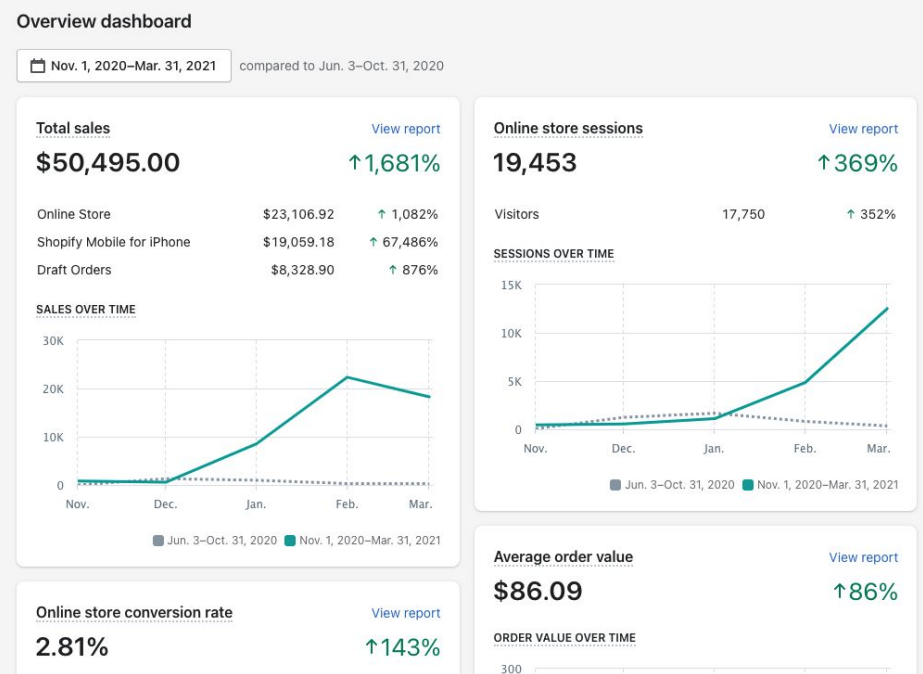 Overview dashboard
Nov. 1, 2020–Mar. 31, 2021 compared to Jun. 3–Oct. 31, 2020
Total sales View report
$50,495.00 ↑1,681%
Online Store $23,106.92 ↑ 1,082%
Shopify Mobile for iPhone $19,059.18 ↑ 67,486%
Draft Orders $8,328.90 ↑ 876%
SALES OVER TIME
30K
20K
10K
0
Nov. Dec. Jan. Feb. Mar.
Jun. 3–Oct. 31, 2020 Nov. 1, 2020–Mar. 31, 2021
Online store conversion rate View report
2.81% ↑143%
Online store sessions View report
19,453 ↑369%
Visitors 17,750 ↑ 352%
SESSIONS OVER TIME
15K
10K
5K
0
Nov. Dec. Jan. Feb. Mar.
Jun. 3–Oct. 31, 2020 Nov. 1, 2020–Mar. 31, 2021
Average order value View report
$86.09 ↑86%
ORDER VALUE OVER TIME
300